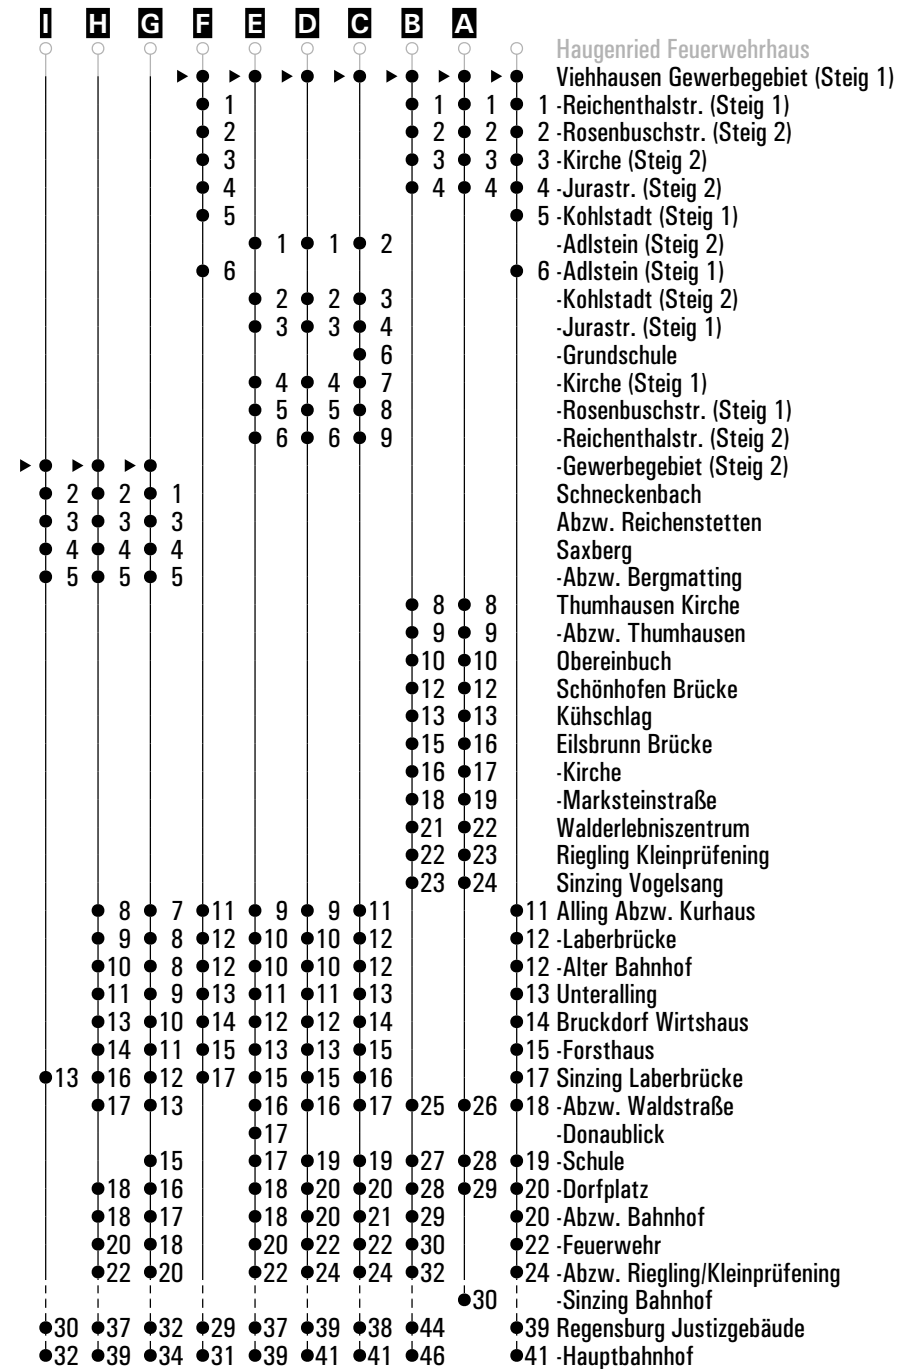 I H G F E D C B A
Haugenried Feuerwehrhaus
Viehhausen Gewerbegebiet (Steig 1)
1 1 1 1 -Reichenthalstr. (Steig 1)
2 2 2 2 -Rosenbuschstr. (Steig 2)
3 3 3 3 -Kirche (Steig 2)
4 4 4 4 -Jurastr. (Steig 2)
5 5 -Kohlstadt (Steig 1)
1 1 2 -Adlstein (Steig 2)
6 6 -Adlstein (Steig 1)
2 2 3 -Kohlstadt (Steig 2)
3 3 4 -Jurastr. (Steig 1)
6 -Grundschule
4 4 7 -Kirche (Steig 1)
5 5 8 -Rosenbuschstr. (Steig 1)
6 6 9 -Reichenthalstr. (Steig 2)
-Gewerbegebiet (Steig 2)
2 2 1 Schneckenbach
3 3 3 Abzw. Reichenstetten
4 4 4 Saxberg
5 5 5 -Abzw. Bergmatting
8 8 Thumhausen Kirche
9 9 -Abzw. Thumhausen
10 10 Obereinbuch
12 12 Schönhofen Brücke
13 13 Kühschlag
15 16 Eilsbrunn Brücke
16 17 -Kirche
18 19 -Marksteinstraße
21 22 Walderlebniszentrum
22 23 Riegling Kleinprüfening
23 24 Sinzing Vogelsang
8 7 11 9 9 11 11 Alling Abzw. Kurhaus
9 8 12 10 10 12 12 -Laberbrücke
10 8 12 10 10 12 12 -Alter Bahnhof
11 9 13 11 11 13 13 Unteralling
13 10 14 12 12 14 14 Bruckdorf Wirtshaus
14 11 15 13 13 15 15 -Forsthaus
13 16 12 17 15 15 16 17 Sinzing Laberbrücke
17 13 16 16 17 25 26 18 -Abzw. Waldstraße
17 -Donaublick
15 17 19 19 27 28 19 -Schule
18 16 18 20 20 28 29 20 -Dorfplatz
18 17 18 20 21 29 20 -Abzw. Bahnhof
20 18 20 22 22 30 22 -Feuerwehr
22 20 22 24 24 32 24 -Abzw. Riegling/Kleinprüfening
30 -Sinzing Bahnhof
30 37 32 29 37 39 38 44 39 Regensburg Justizgebäude
32 39 34 31 39 41 41 46 41 -Hauptbahnhof